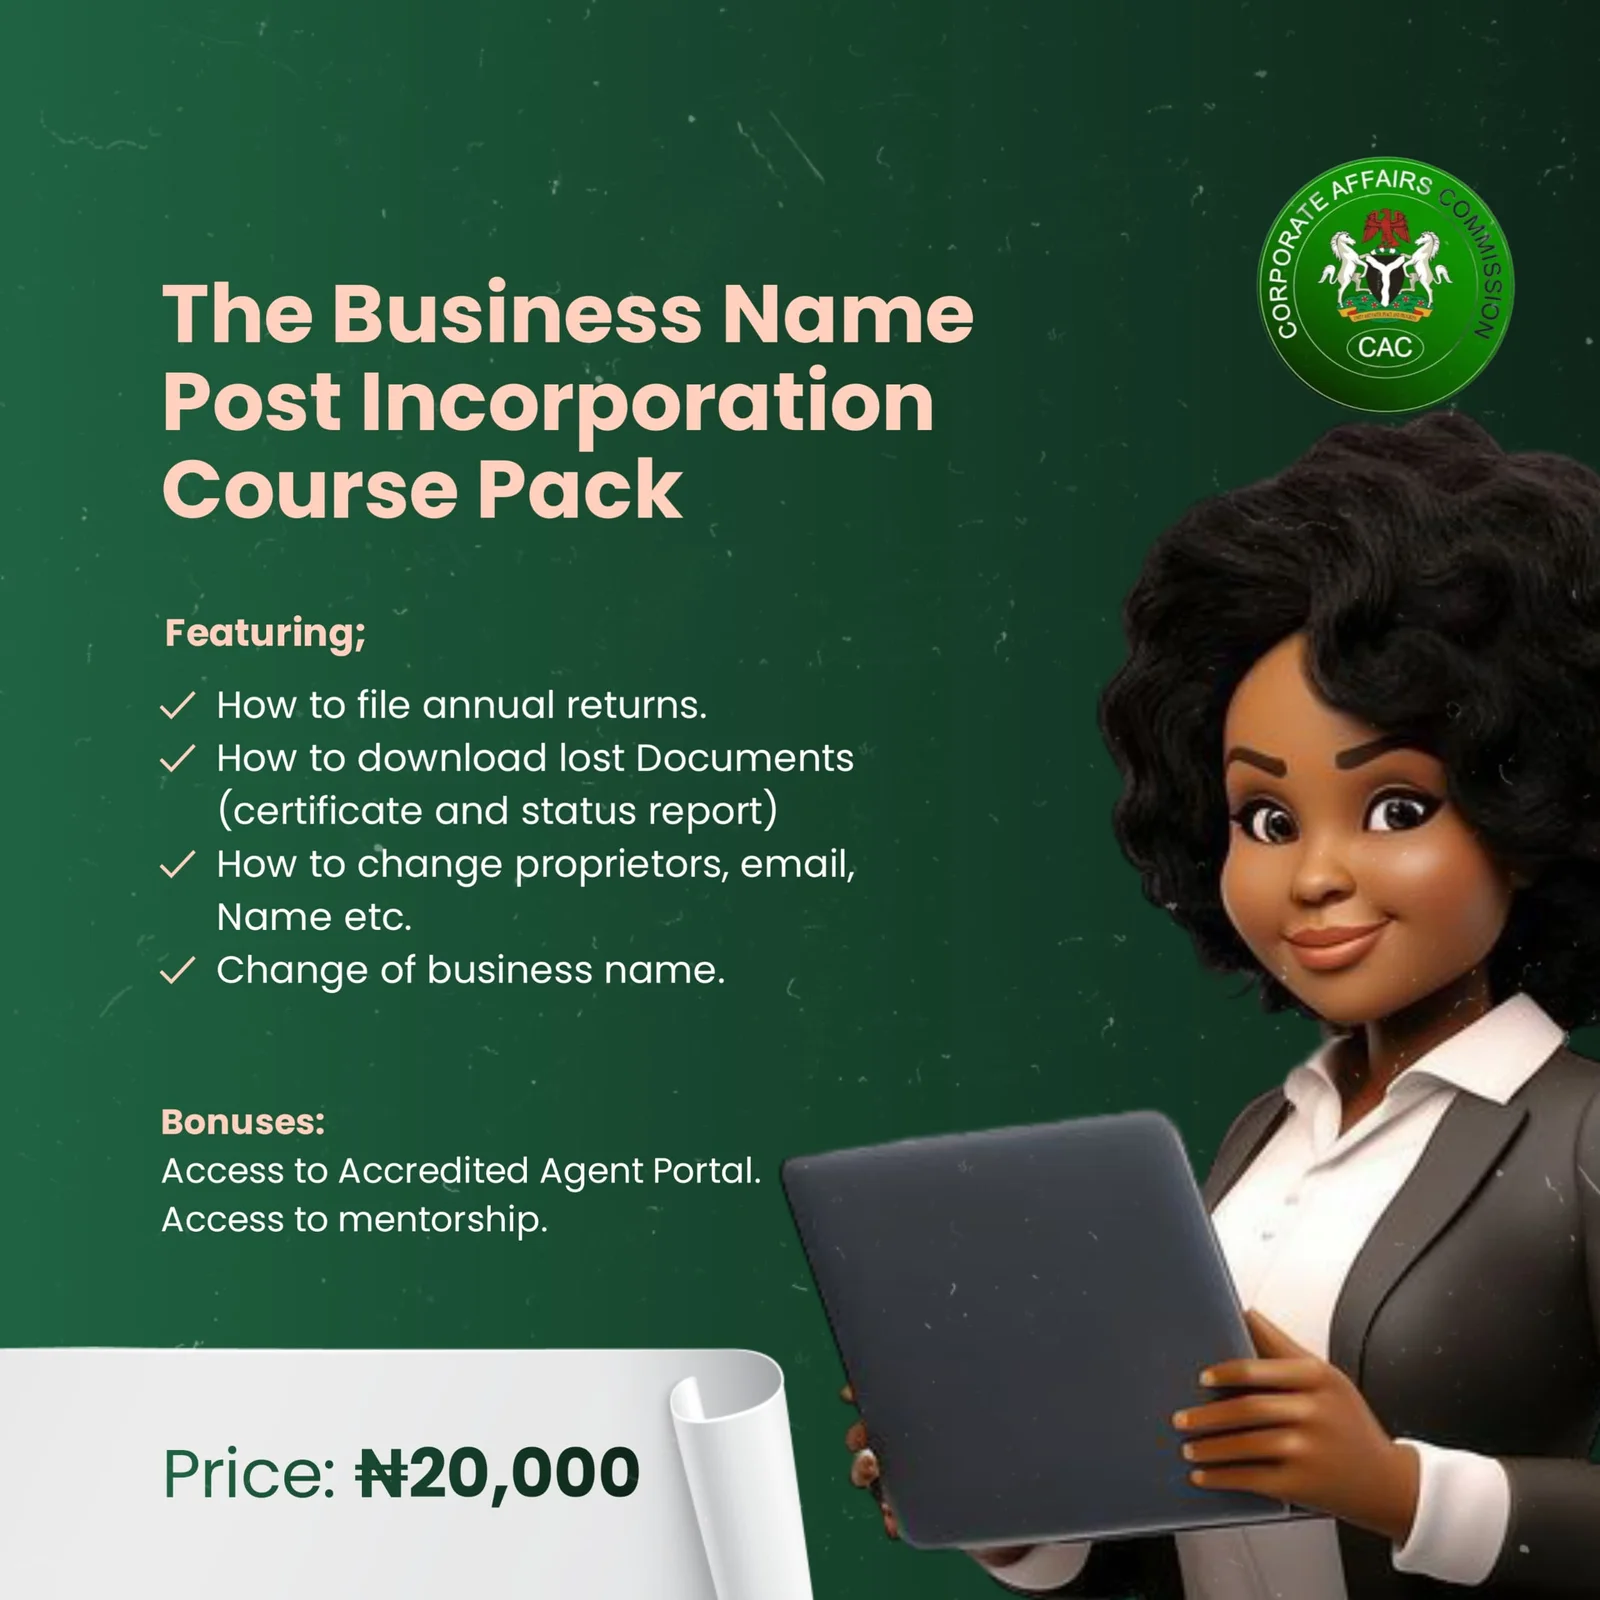 CORPORATE AFFAIRS COMMISSION
CAC
The Business Name
Post Incorporation
Course Pack
Featuring;
How to file annual returns.
How to download lost Documents
(certificate and status report)
How to change proprietors, email,
Name etc.
Change of business name.
Bonuses:
Access to Accredited Agent Portal.
Access to mentorship.
Price: ₦20,000